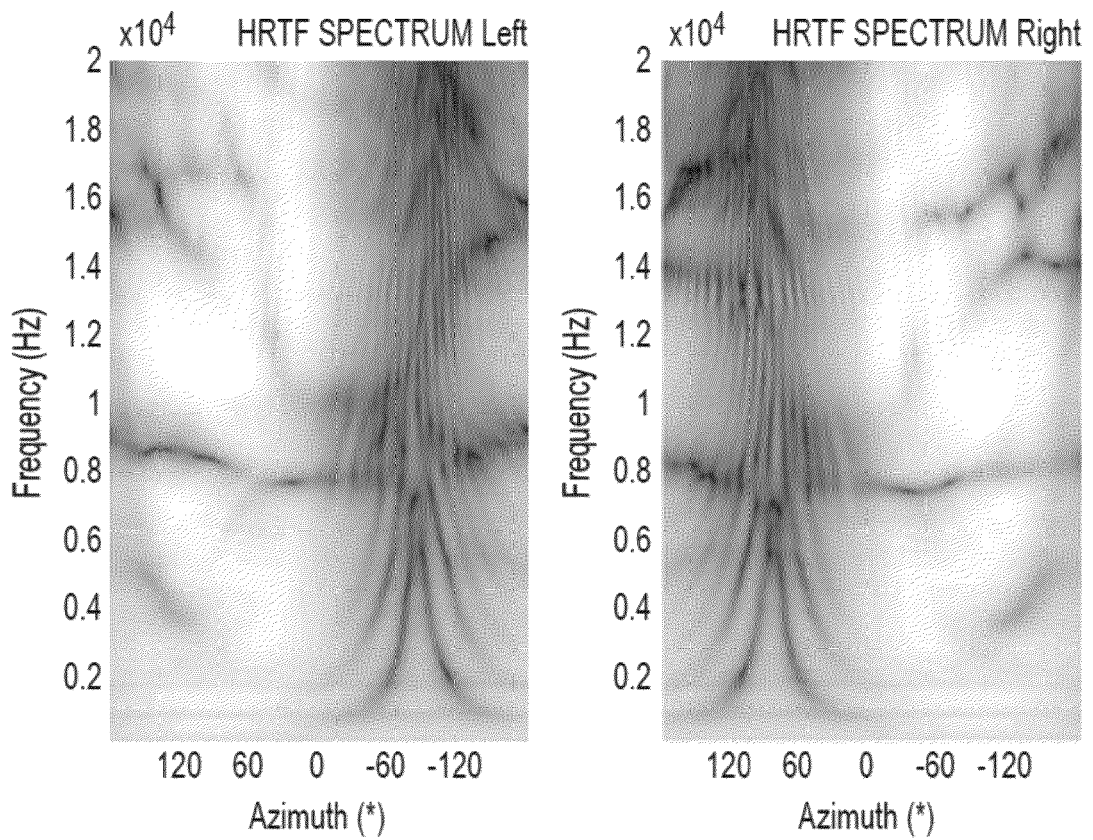 x10⁴ HRTF SPECTRUM Left
2
1.8
1.6
1.4
1.2
1
0.8
0.6
0.4
0.2
Frequency (Hz)
120 60 0 -60 -120
Azimuth (*)
x10⁴ HRTF SPECTRUM Right
2
1.8
1.6
1.4
1.2
1
0.8
0.6
0.4
0.2
Frequency (Hz)
120 60 0 -60 -120
Azimuth (*)